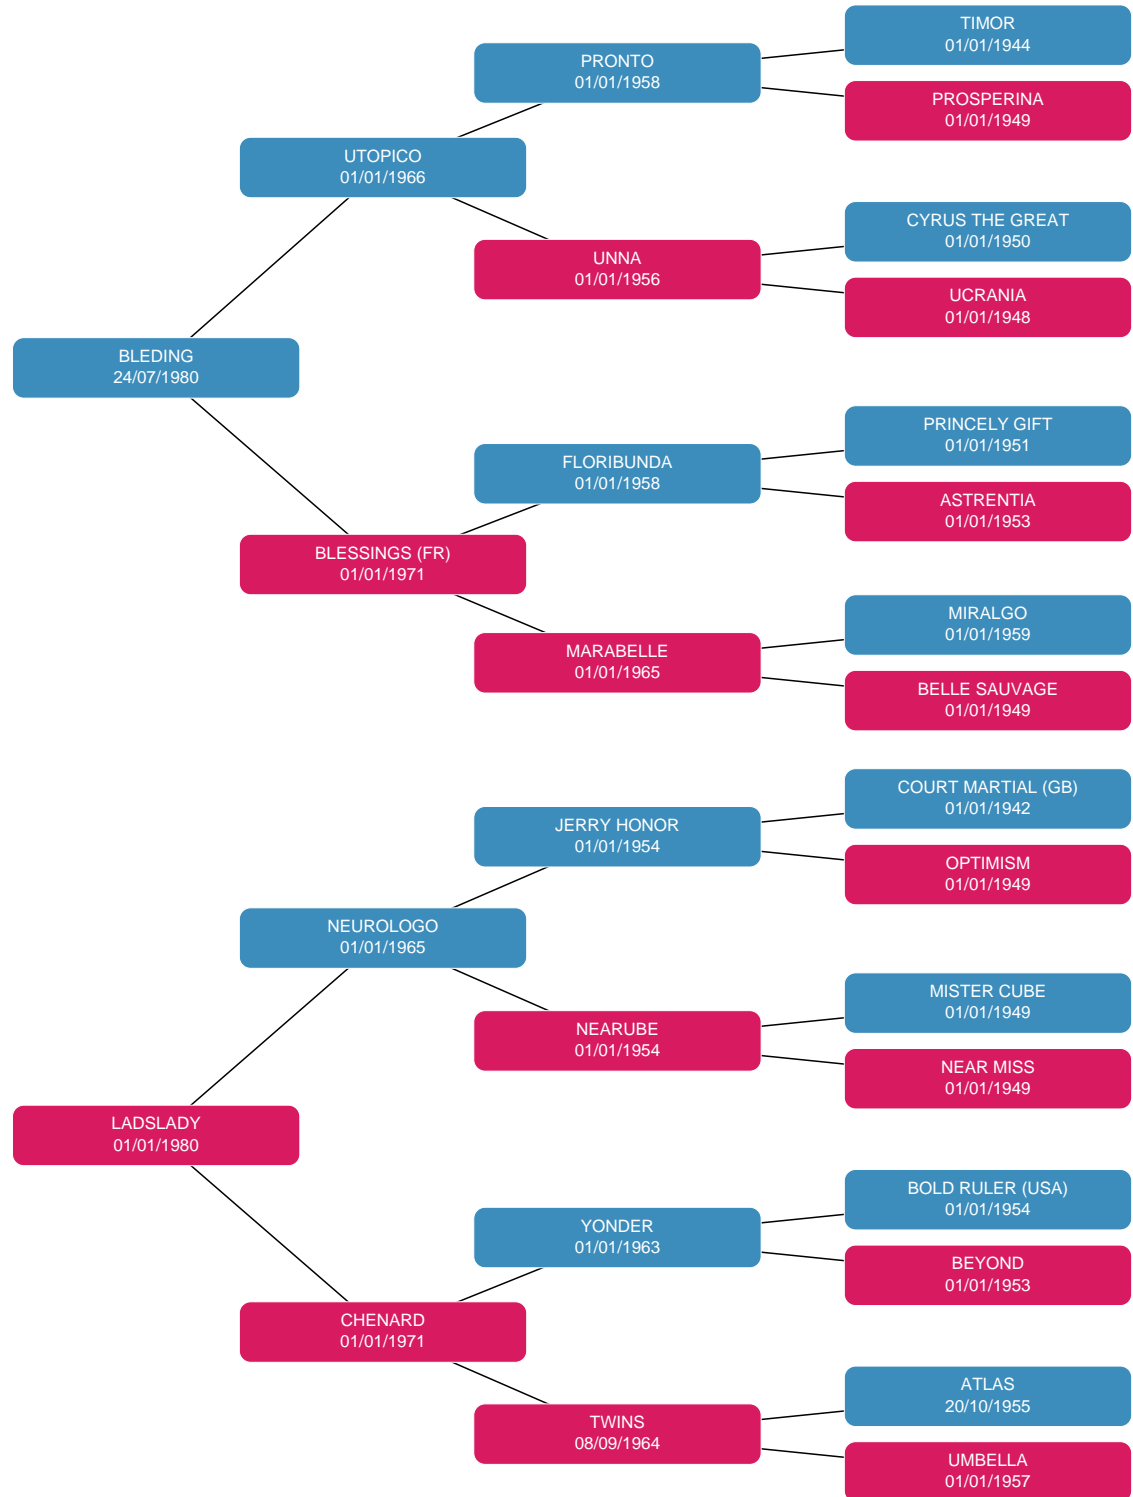 TIMOR
01/01/1944
PRONTO
01/01/1958
PROSPERINA
01/01/1949
UTOPICO
01/01/1966
CYRUS THE GREAT
01/01/1950
UNNA
01/01/1956
UCRANIA
01/01/1948
BLEDING
24/07/1980
PRINCELY GIFT
01/01/1951
FLORIBUNDA
01/01/1958
ASTRENTIA
01/01/1953
BLESSINGS (FR)
01/01/1971
MIRALGO
01/01/1959
MARABELLE
01/01/1965
BELLE SAUVAGE
01/01/1949
COURT MARTIAL (GB)
01/01/1942
JERRY HONOR
01/01/1954
OPTIMISM
01/01/1949
NEUROLOGO
01/01/1965
MISTER CUBE
01/01/1949
NEARUBE
01/01/1954
NEAR MISS
01/01/1949
LADSLADY
01/01/1980
BOLD RULER (USA)
01/01/1954
YONDER
01/01/1963
BEYOND
01/01/1953
CHENARD
01/01/1971
ATLAS
20/10/1955
TWINS
08/09/1964
UMBELLA
01/01/1957